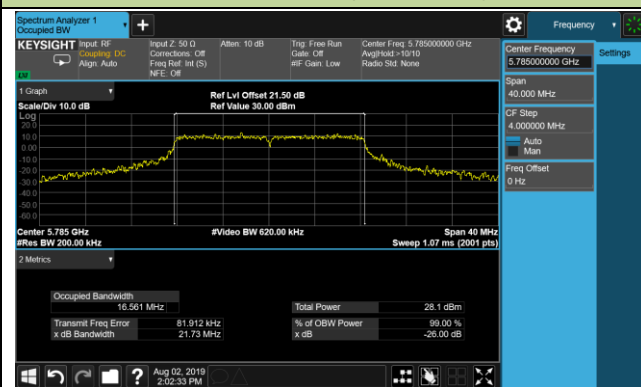 Spectrum Analyzer 1
Occupied BW
Frequency
KEYSIGHT
Input: RF
Coupling: DC
Align: Auto
Input Z: 50 Ω
Corrections: Off
Freq Ref: Int (S)
NFE: Off
Atten: 10 dB
Trig: Free Run
Gate: Off
#IF Gain: Low
Center Freq: 5.785000000 GHz
Avg|Hold:>10/10
Radio Std: None
Center Frequency
5.785000000 GHz
Settings
Span
40.000 MHz
CF Step
4.000000 MHz
Auto
Man
Freq Offset
0 Hz
1 Graph
Scale/Div 10.0 dB
Ref Lvl Offset 21.50 dB
Ref Value 30.00 dBm
Log
20.0
10.0
0.00
-10.0
-20.0
-30.0
-40.0
-50.0
-60.0
Center 5.785 GHz
#Res BW 200.00 kHz
#Video BW 620.00 kHz
Span 40 MHz
Sweep 1.07 ms (2001 pts)
2 Metrics
Occupied Bandwidth
16.561 MHz
Total Power 28.1 dBm
Transmit Freq Error 81.912 kHz
% of OBW Power 99.00 %
x dB Bandwidth 21.73 MHz
x dB -26.00 dB
?
Aug 02, 2019
2:02:33 PM